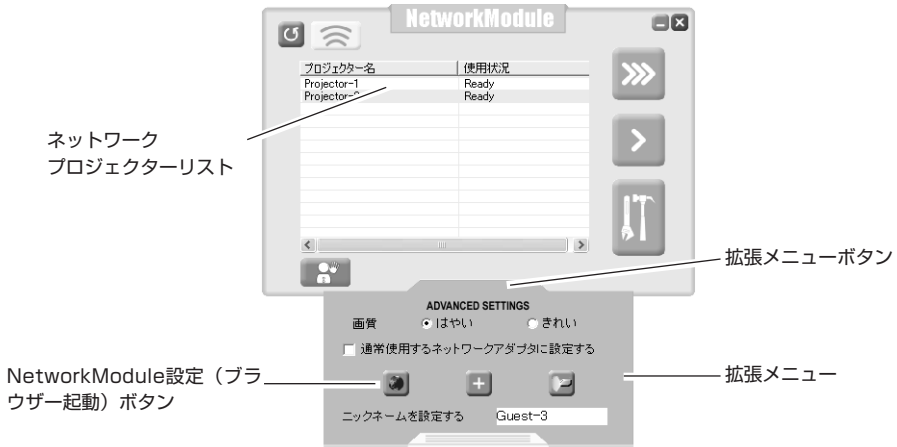 NetworkModule
プロジェクター名 使用状況
Projector-1 Ready
Projector-2 Ready
ネットワーク
プロジェクターリスト
拡張メニューボタン
ADVANCED SETTINGS
画質 はやい きれい
通常使用するネットワークアダプタに設定する
NetworkModule設定（ブラ
ウザー起動）ボタン
拡張メニュー
ニックネームを設定する Guest-3